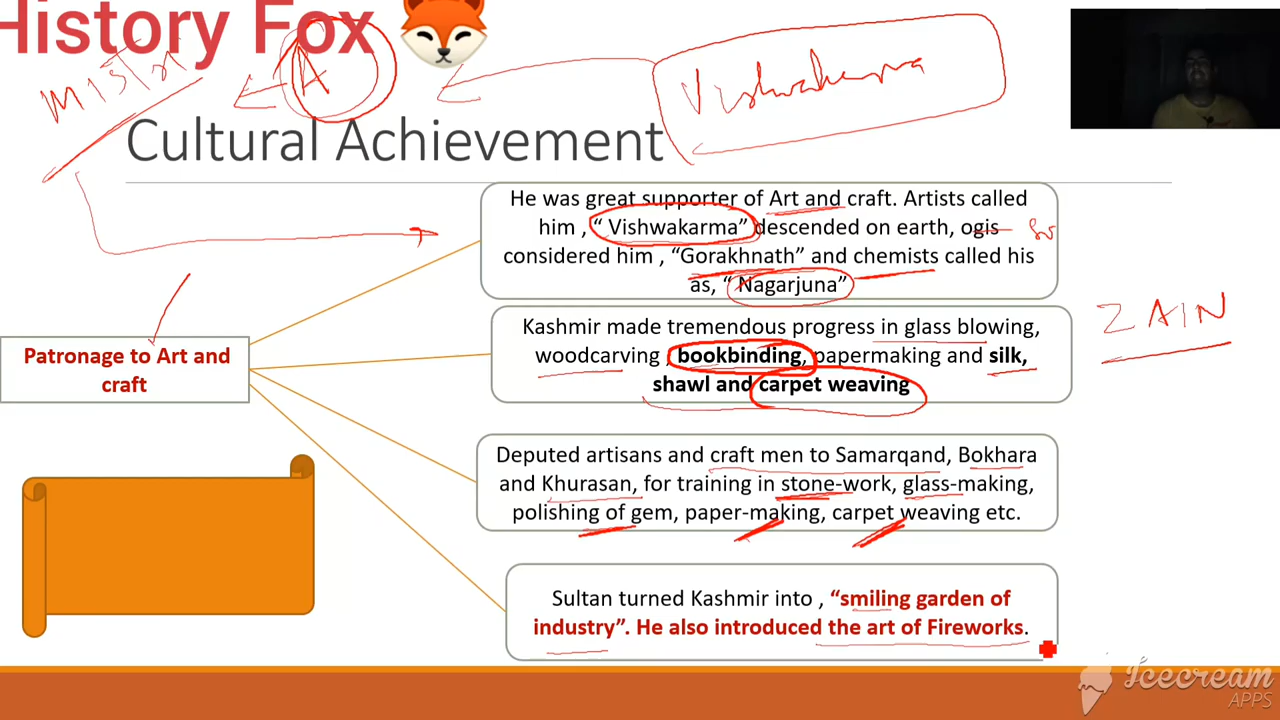 History Fox
MISTRI
A
Vishwakarma
Cultural Achievement
He was great supporter of Art and craft. Artists called
him , “ Vishwakarma” descended on earth, ogis
considered him , “Gorakhnath” and chemists called his
as, “ Nagarjuna”
Kashmir made tremendous progress in glass blowing,
woodcarving , bookbinding, papermaking and silk,
shawl and carpet weaving
ZAIN
Patronage to Art and
craft
Deputed artisans and craft men to Samarqand, Bokhara
and Khurasan, for training in stone-work, glass-making,
polishing of gem, paper-making, carpet weaving etc.
Sultan turned Kashmir into , “smiling garden of
industry”. He also introduced the art of Fireworks.
Icecream
APPS